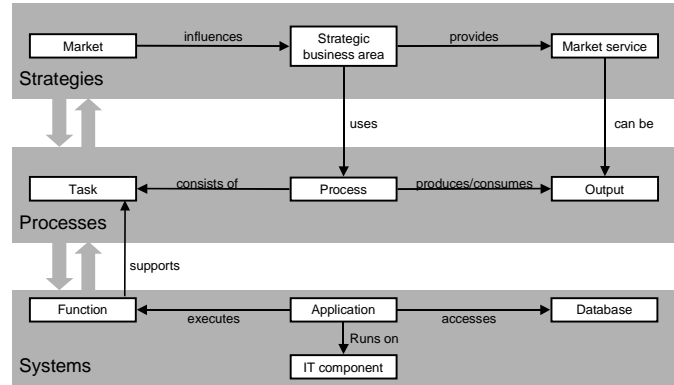 Market
influences
Strategic
business area
provides
Market service
Strategies
uses
can be
Task
consists of
Process
produces/consumes
Output
Processes
supports
Function
executes
Application
accesses
Database
Runs on
IT component
Systems